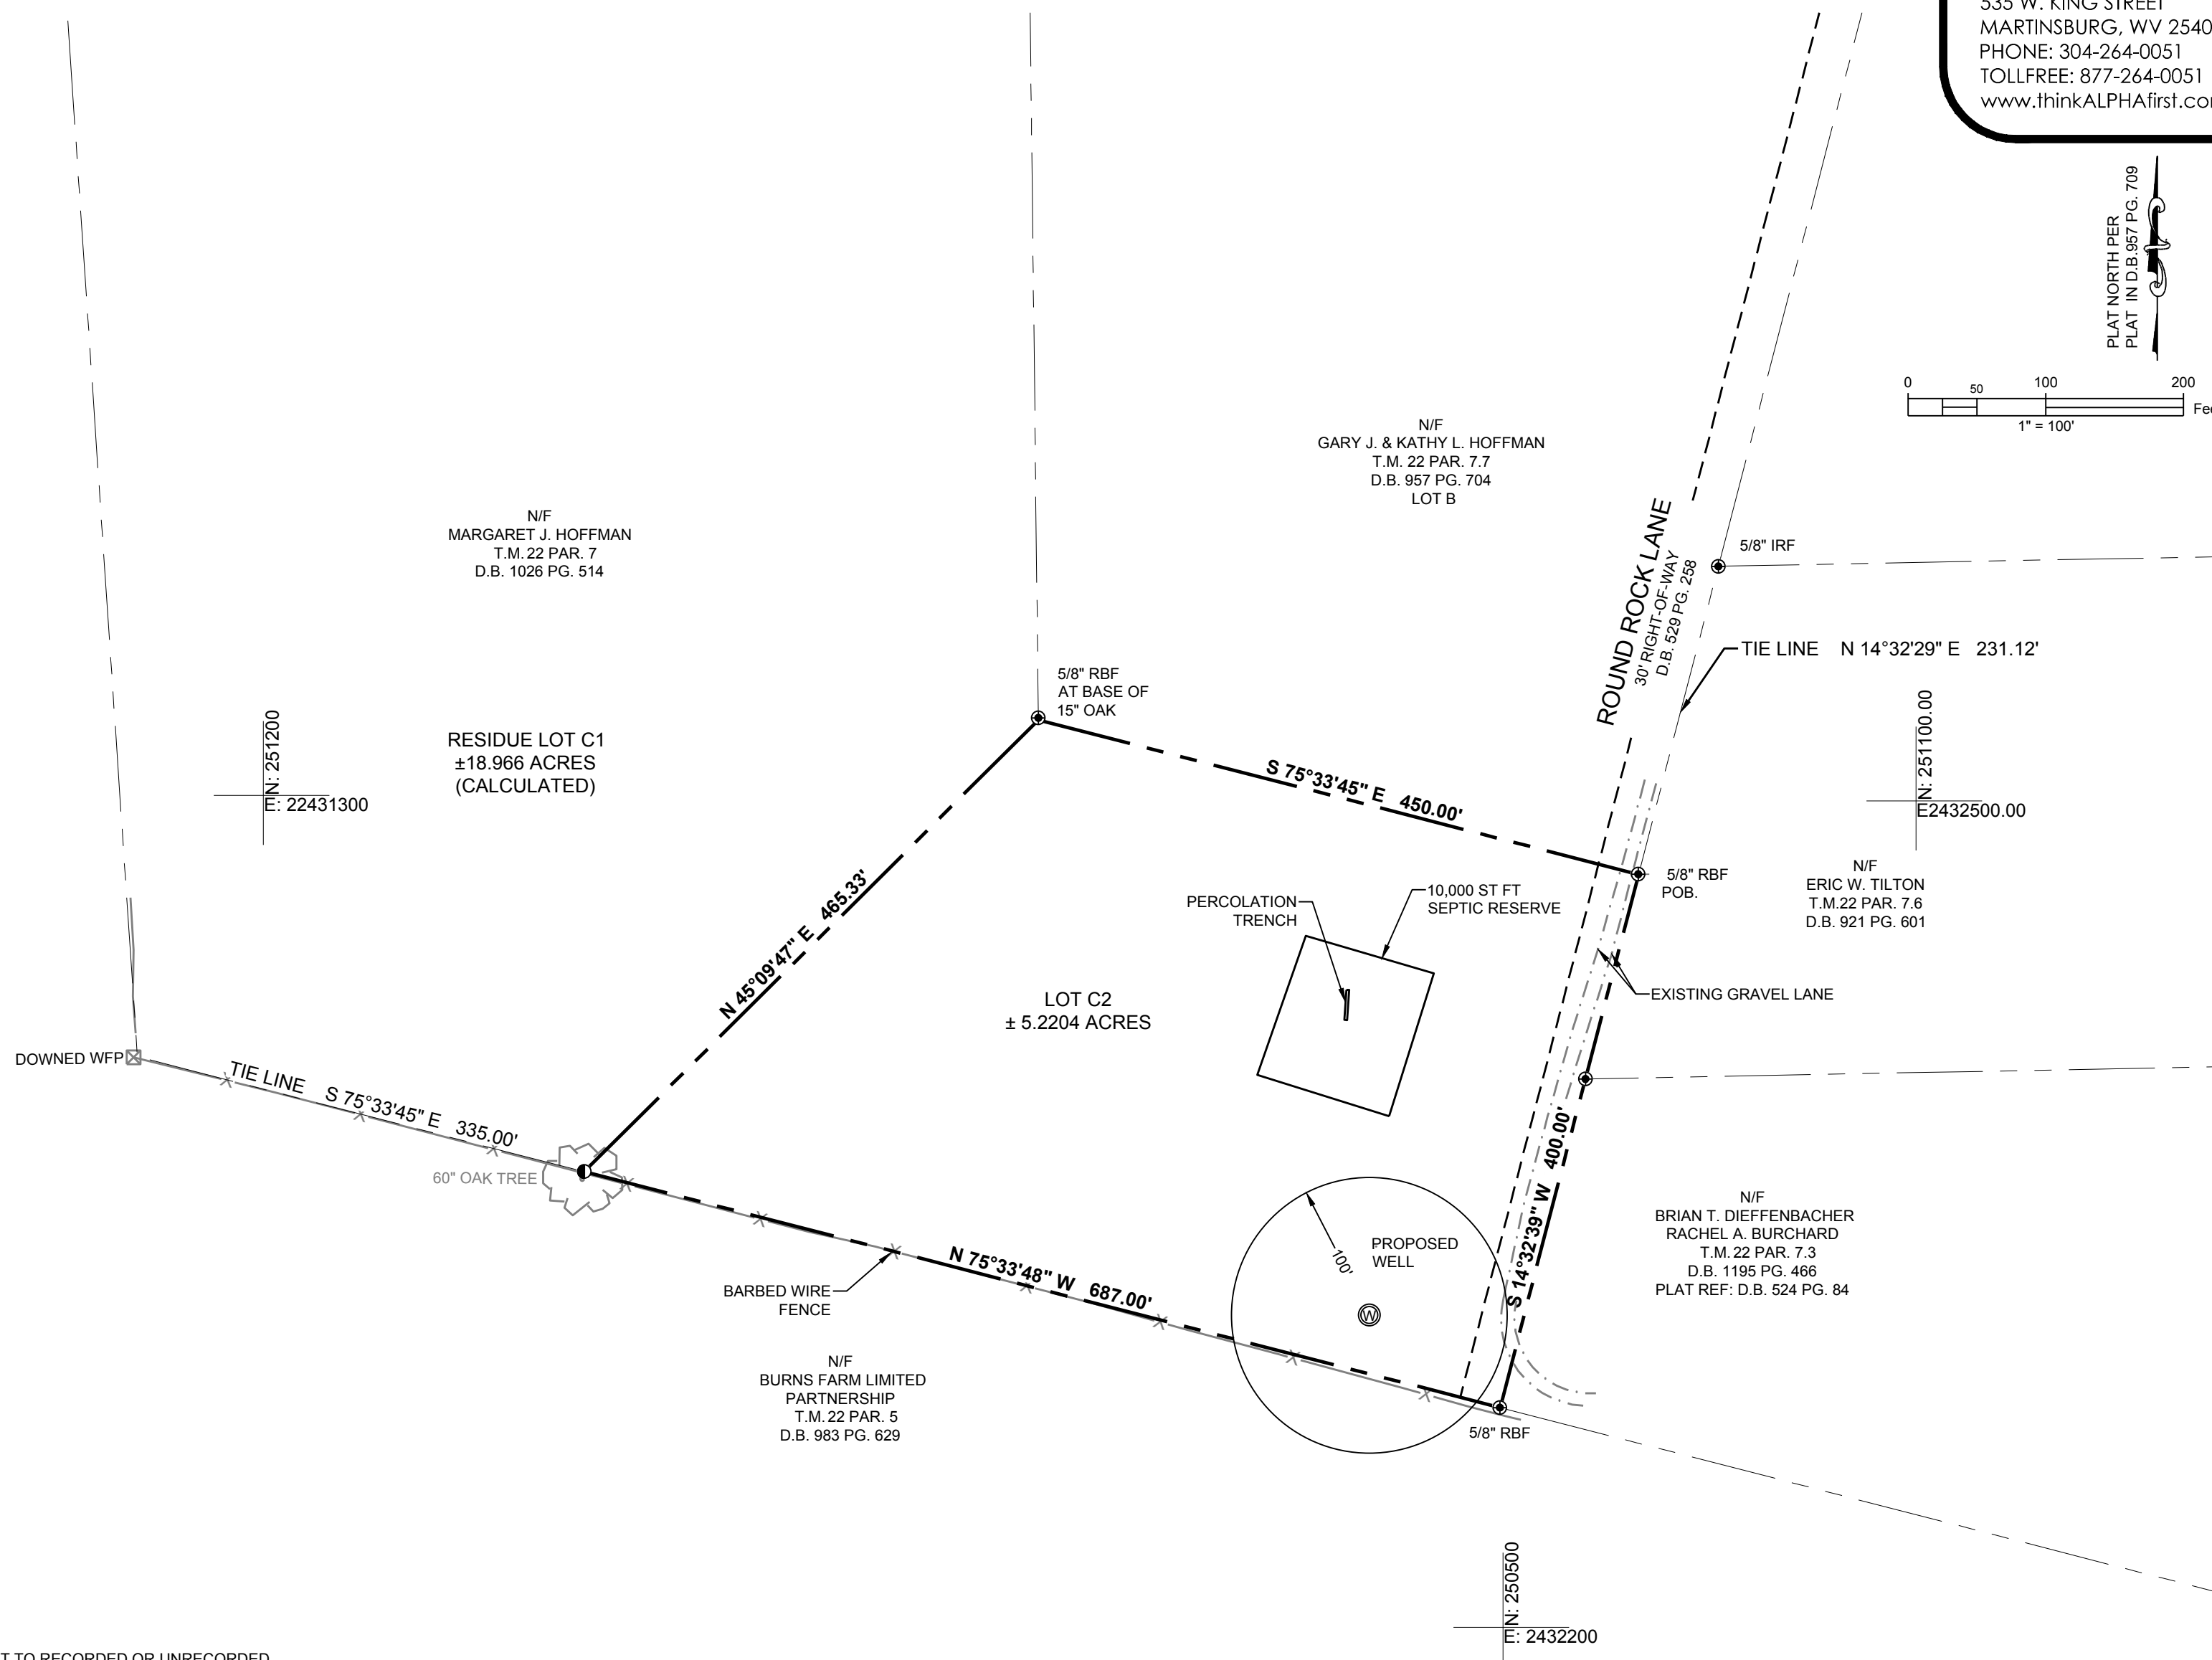 535 W. KING STREET
MARTINSBURG, WV 2540
PHONE: 304-264-0051
TOLLFREE: 877-264-0051
www.thinkALPHAfirst.co
PLAT NORTH PER
PLAT IN D.B.957 PG. 709
0 50 100 200
Fe
1" = 100'
N/F
GARY J. & KATHY L. HOFFMAN
T.M. 22 PAR. 7.7
D.B. 957 PG. 704
LOT B
N/F
MARGARET J. HOFFMAN
T.M. 22 PAR. 7
D.B. 1026 PG. 514
ROUND ROCK LANE
30' RIGHT-OF-WAY
D.B. 529 PG. 258
5/8" IRF
TIE LINE N 14°32'29" E 231.12'
5/8" RBF
AT BASE OF
15" OAK
RESIDUE LOT C1
±18.966 ACRES
(CALCULATED)
N: 251200
E: 22431300
N: 251100.00
E2432500.00
S 75°33'45" E 450.00'
N 45°09'47" E 465.33'
5/8" RBF
POB.
N/F
ERIC W. TILTON
T.M.22 PAR. 7.6
D.B. 921 PG. 601
PERCOLATION
TRENCH
10,000 ST FT
SEPTIC RESERVE
EXISTING GRAVEL LANE
LOT C2
± 5.2204 ACRES
DOWNED WFP
TIE LINE S 75°33'45" E 335.00'
60" OAK TREE
S 14°32'39" W 400.00'
N/F
BRIAN T. DIEFFENBACHER
RACHEL A. BURCHARD
T.M. 22 PAR. 7.3
D.B. 1195 PG. 466
PLAT REF: D.B. 524 PG. 84
PROPOSED
WELL
100'
W
N 75°33'48" W 687.00'
BARBED WIRE
FENCE
N/F
BURNS FARM LIMITED
PARTNERSHIP
T.M. 22 PAR. 5
D.B. 983 PG. 629
5/8" RBF
N: 250500
E: 2432200
T TO RECORDED OR UNRECORDED